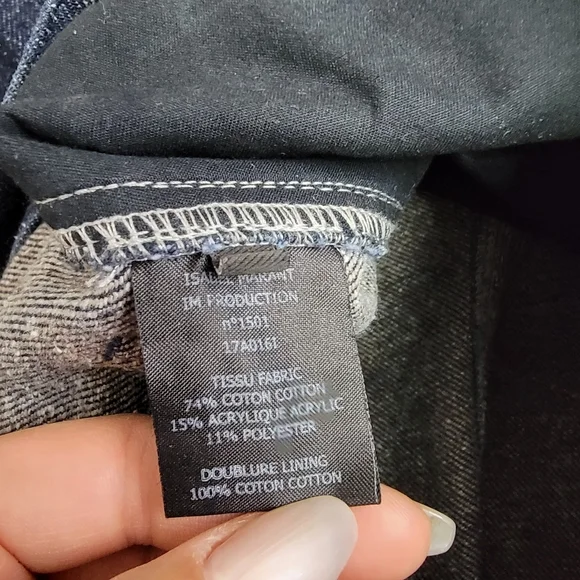 ISABEL MARANT
IM PRODUCTION
n°1501
17A016I
TISSU FABRIC
74% COTON COTTON
15% ACRYLIQUE ACRYLIC
11% POLYESTER
DOUBLURE LINING
100% COTON COTTON